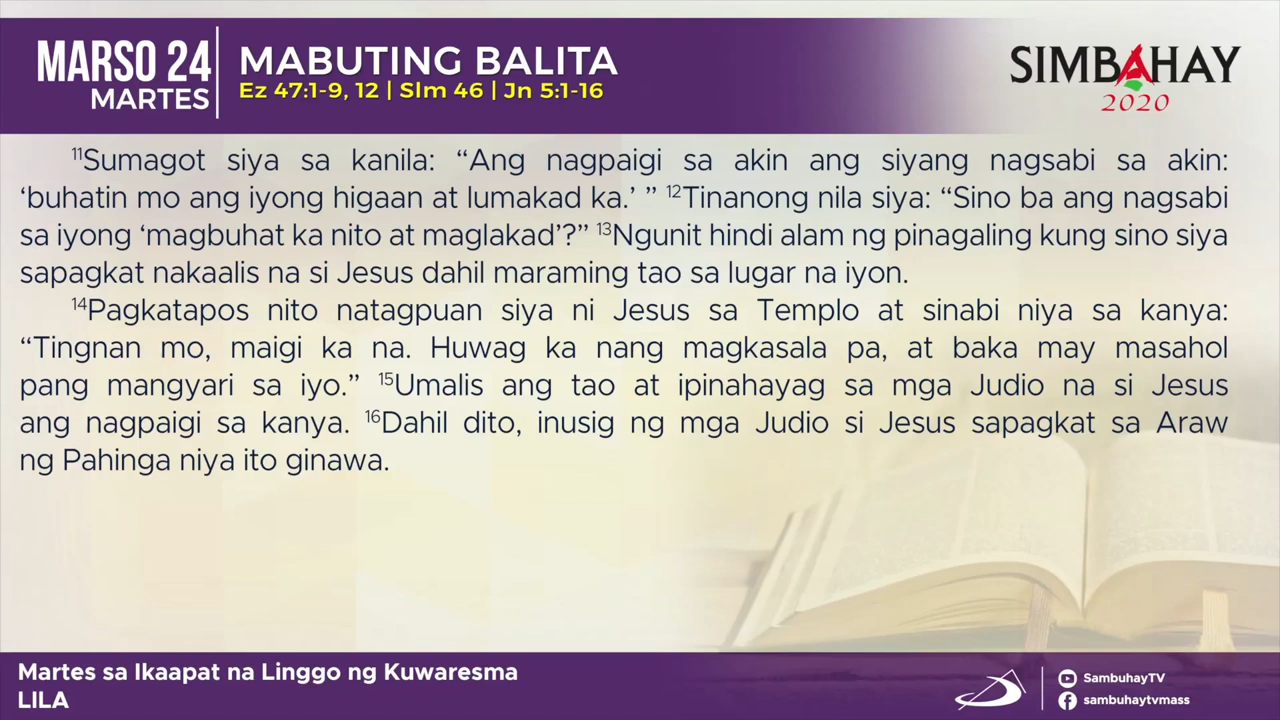 MARSO 24
MARTES
MABUTING BALITA
Ez 47:1-9, 12 | Slm 46 | Jn 5:1-16
SIMBAHAY
2020
¹¹Sumagot siya sa kanila: “Ang nagpaigi sa akin ang siyang nagsabi sa akin:
‘buhatin mo ang iyong higaan at lumakad ka.’ ” ¹²Tinanong nila siya: “Sino ba ang nagsabi
sa iyong ‘magbuhat ka nito at maglakad’?” ¹³Ngunit hindi alam ng pinagaling kung sino siya
sapagkat nakaalis na si Jesus dahil maraming tao sa lugar na iyon.
¹⁴Pagkatapos nito natagpuan siya ni Jesus sa Templo at sinabi niya sa kanya:
“Tingnan mo, maigi ka na. Huwag ka nang magkasala pa, at baka may masahol
pang mangyari sa iyo.” ¹⁵Umalis ang tao at ipinahayag sa mga Judio na si Jesus
ang nagpaigi sa kanya. ¹⁶Dahil dito, inusig ng mga Judio si Jesus sapagkat sa Araw
ng Pahinga niya ito ginawa.
Martes sa Ikaapat na Linggo ng Kuwaresma
LILA
SambuhayTV
sambuhaytvmass